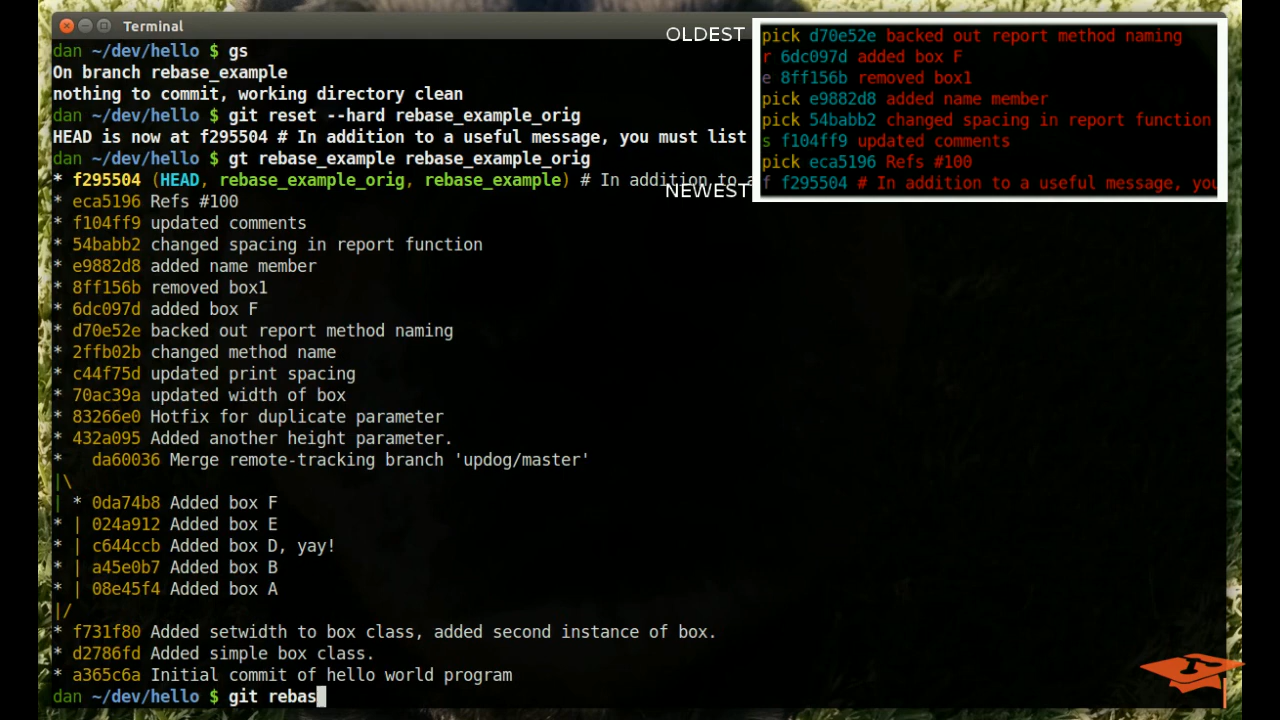 Terminal
dan ~/dev/hello $ gs
On branch rebase_example
nothing to commit, working directory clean
dan ~/dev/hello $ git reset --hard rebase_example_orig
HEAD is now at f295504 # In addition to a useful message, you must list
dan ~/dev/hello $ gt rebase_example rebase_example_orig
* f295504 (HEAD, rebase_example_orig, rebase_example) # In addition to a
* eca5196 Refs #100
* f104ff9 updated comments
* 54babb2 changed spacing in report function
* e9882d8 added name member
* 8ff156b removed box1
* 6dc097d added box F
* d70e52e backed out report method naming
* 2ffb02b changed method name
* c44f75d updated print spacing
* 70ac39a updated width of box
* 83266e0 Hotfix for duplicate parameter
* 432a095 Added another height parameter.
*   da60036 Merge remote-tracking branch 'updog/master'
|\
| * 0da74b8 Added box F
* | 024a912 Added box E
* | c644ccb Added box D, yay!
* | a45e0b7 Added box B
* | 08e45f4 Added box A
|/
* f731f80 Added setwidth to box class, added second instance of box.
* d2786fd Added simple box class.
* a365c6a Initial commit of hello world program
dan ~/dev/hello $ git rebas
OLDEST
pick d70e52e backed out report method naming
r 6dc097d added box F
e 8ff156b removed box1
pick e9882d8 added name member
pick 54babb2 changed spacing in report function
s f104ff9 updated comments
pick eca5196 Refs #100
NEWEST
f f295504 # In addition to a useful message, you